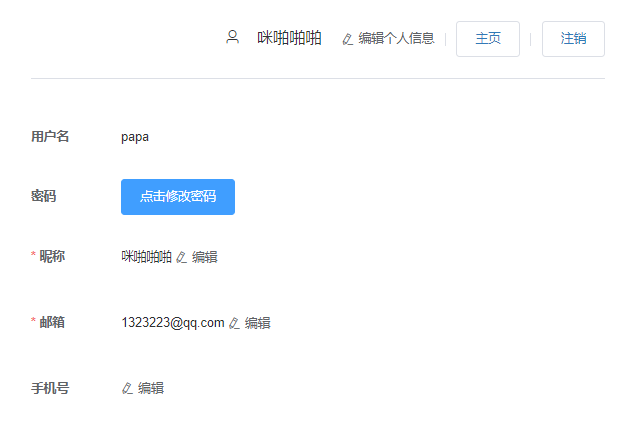 咪啪啪啪 编辑个人信息 主页 注销
用户名 papa
密码 点击修改密码
* 昵称 咪啪啪啪 编辑
* 邮箱 1323223@qq.com 编辑
手机号 编辑